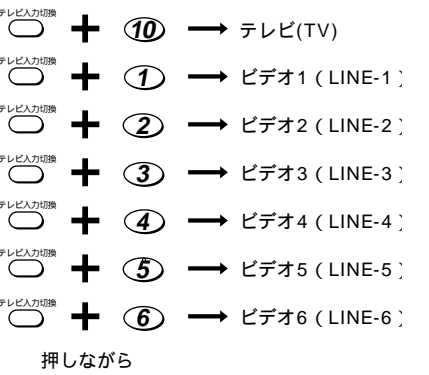 テレビ入力切換
+ 10 → テレビ(TV)
テレビ入力切換
+ 1 → ビデオ1 ( LINE-1 )
テレビ入力切換
+ 2 → ビデオ2 ( LINE-2 )
テレビ入力切換
+ 3 → ビデオ3 ( LINE-3 )
テレビ入力切換
+ 4 → ビデオ4 ( LINE-4 )
テレビ入力切換
+ 5 → ビデオ5 ( LINE-5 )
テレビ入力切換
+ 6 → ビデオ6 ( LINE-6 )
押しながら